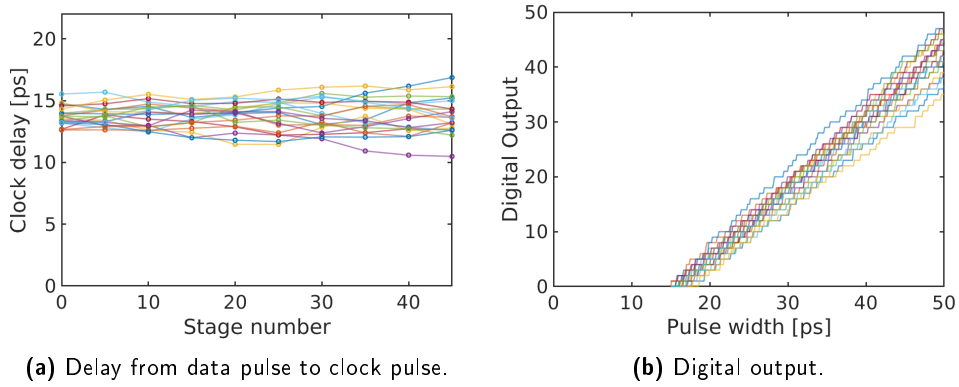 20
15
10
5
0
Clock delay [ps]
0 10 20 30 40
Stage number
(a) Delay from data pulse to clock pulse.
50
40
30
20
10
0
Digital Output
0 10 20 30 40 50
Pulse width [ps]
(b) Digital output.